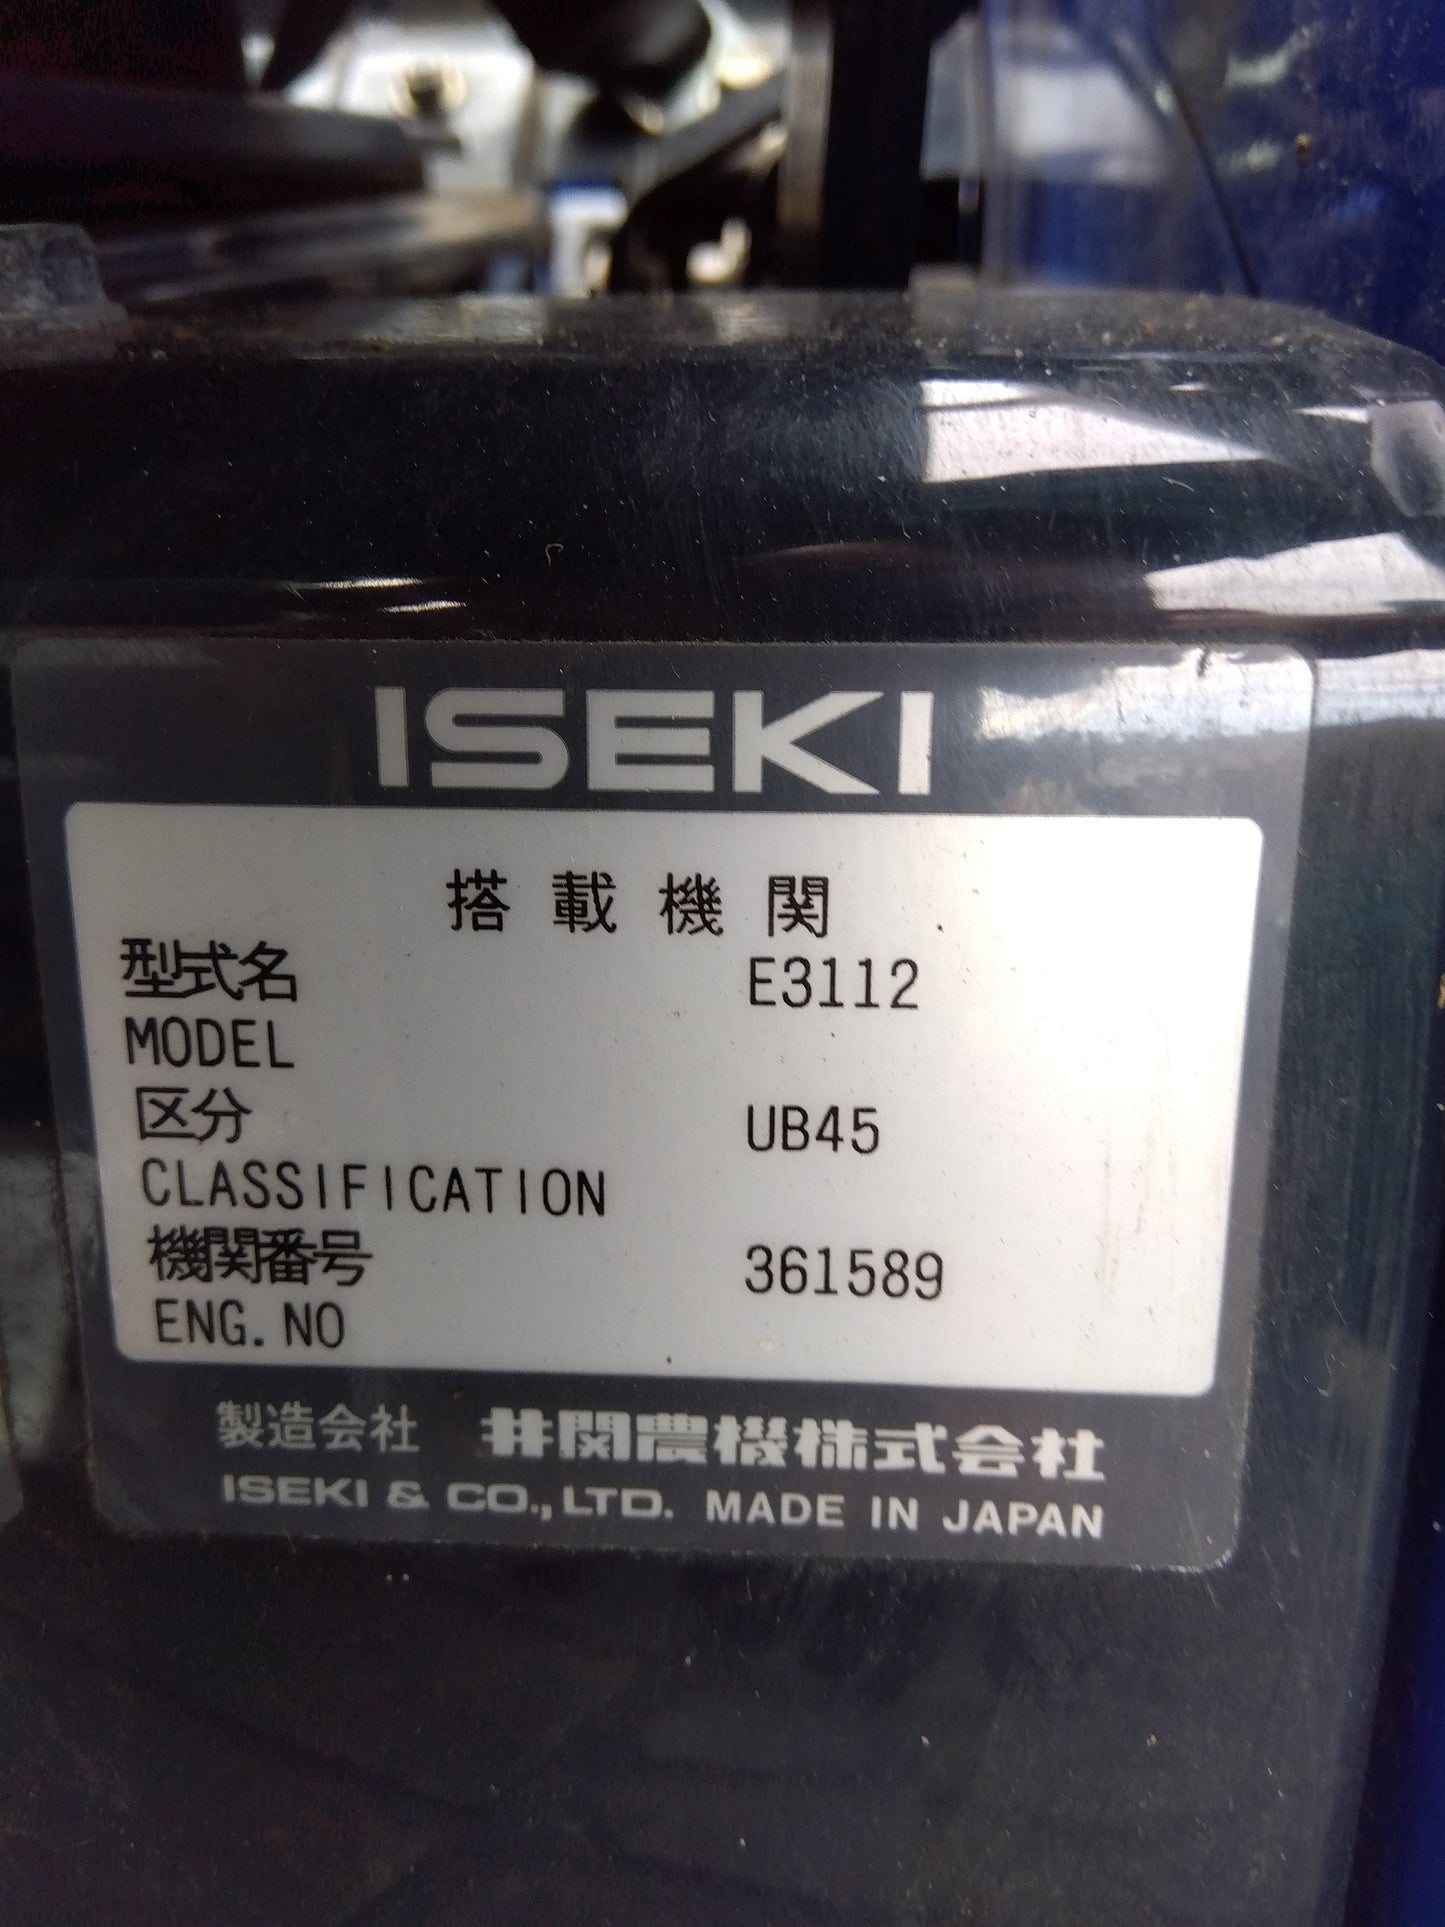 ISEKI
搭載機関
型式名 E3112
MODEL
区分 UB45
CLASSIFICATION
機関番号 361589
ENG. NO
製造会社 井関農機株式会社
ISEKI & CO., LTD. MADE IN JAPAN